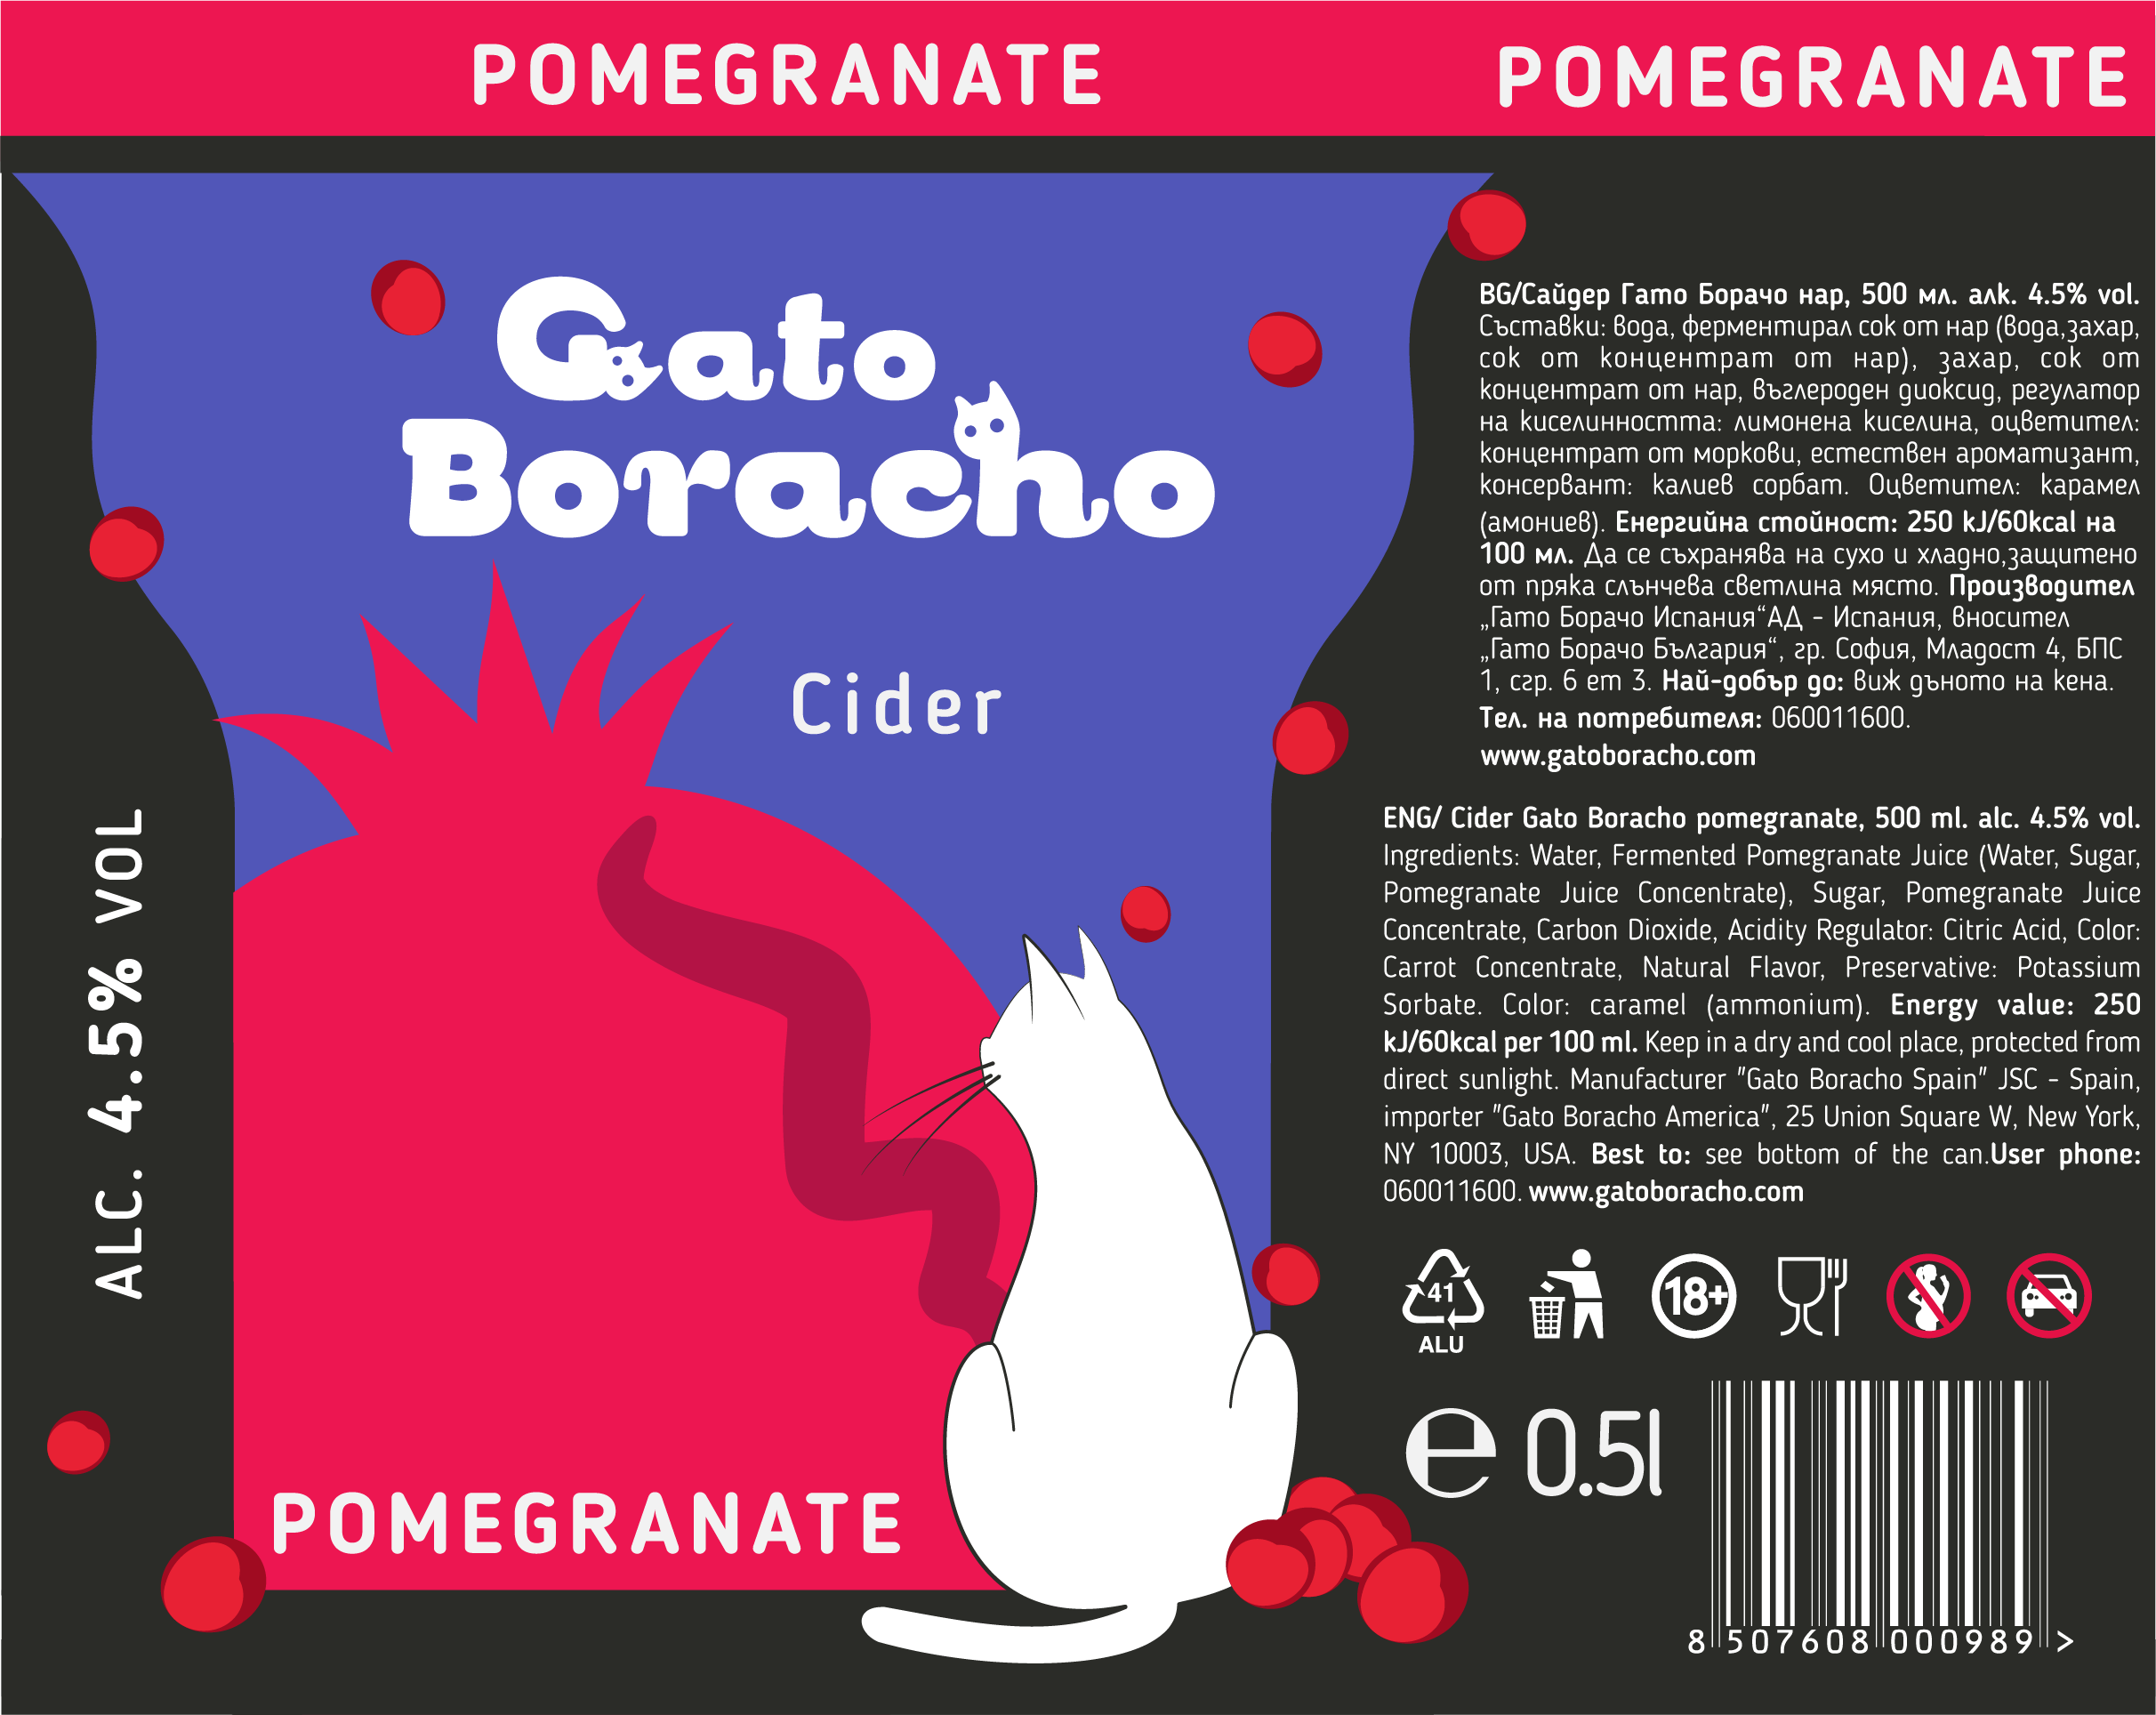 POMEGRANATE
POMEGRANATE
Gato
Boracho
Cider
ALC. 4.5% VOL
POMEGRANATE
BG/Сайдер Гато Борачо нар, 500 мл. алк. 4.5% vol.
Съставки: вода, ферментирал сок от нар (вода,захар,
сок от концентрат от нар), захар, сок от
концентрат от нар, въглероден диоксид, регулатор
на киселинността: лимонена киселина, оцветител:
концентрат от моркови, естествен ароматизант,
консервант: калиев сорбат. Оцветител: карамел
(амониев). Енергийна стойност: 250 kJ/60kcal на
100 мл. Да се съхранява на сухо и хладно,защитено
от пряка слънчева светлина място. Производител
„Гато Борачо Испания“АД - Испания, вносител
„Гато Борачо България“, гр. София, Младост 4, БПС
1, сгр. 6 ет 3. Най-добър до: виж дъното на кена.
Тел. на потребителя: 060011600.
www.gatoboracho.com
ENG/ Cider Gato Boracho pomegranate, 500 ml. alc. 4.5% vol.
Ingredients: Water, Fermented Pomegranate Juice (Water, Sugar,
Pomegranate Juice Concentrate), Sugar, Pomegranate Juice
Concentrate, Carbon Dioxide, Acidity Regulator: Citric Acid, Color:
Carrot Concentrate, Natural Flavor, Preservative: Potassium
Sorbate. Color: caramel (ammonium). Energy value: 250
kJ/60kcal per 100 ml. Keep in a dry and cool place, protected from
direct sunlight. Manufacturer "Gato Boracho Spain" JSC - Spain,
importer "Gato Boracho America", 25 Union Square W, New York,
NY 10003, USA. Best to: see bottom of the can.User phone:
060011600. www.gatoboracho.com
41
ALU
18+
e 0.5l
8 507608 000989 >